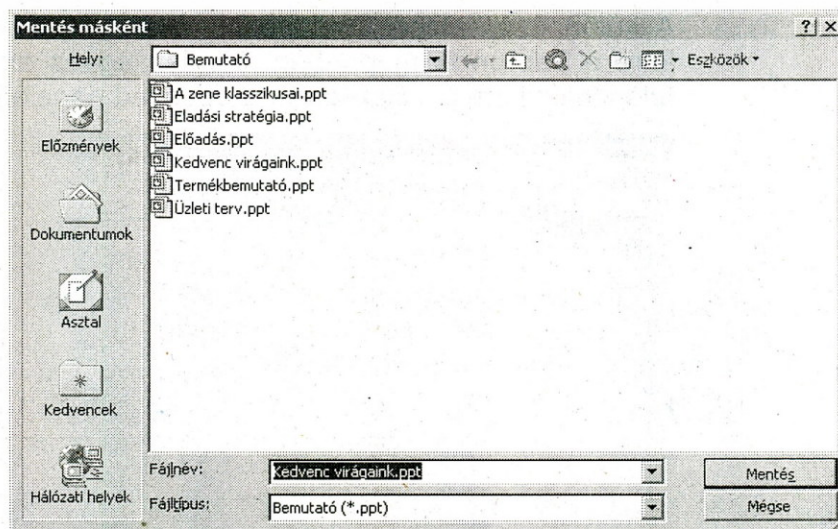 Mentés másként
Hely: Bemutató Eszközök
A zene klasszikusai.ppt
Eladási stratégia.ppt
Előadás.ppt
Kedvenc virágaink.ppt
Termékbemutató.ppt
Üzleti terv.ppt
Előzmények
Dokumentumok
Asztal
Kedvencek
Hálózati helyek
Fájlnév: Kedvenc virágaink.ppt Mentés
Fájltípus: Bemutató (*.ppt) Mégse